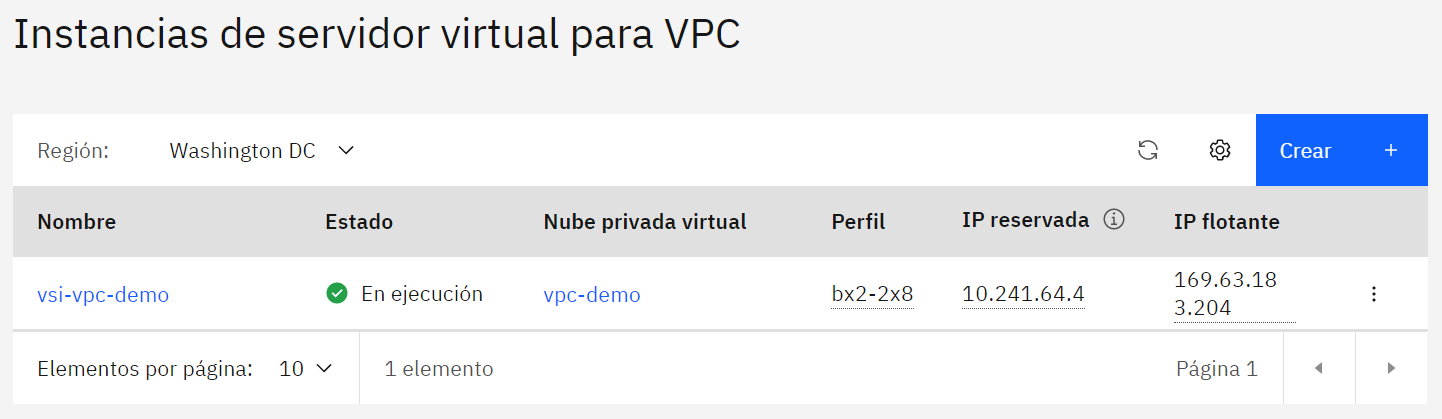 Instancias de servidor virtual para VPC
Región: Washington DC Crear +
Nombre Estado Nube privada virtual Perfil IP reservada IP flotante
vsi-vpc-demo En ejecución vpc-demo bx2-2x8 10.241.64.4 169.63.18
3.204
Elementos por página: 10 1 elemento Página 1